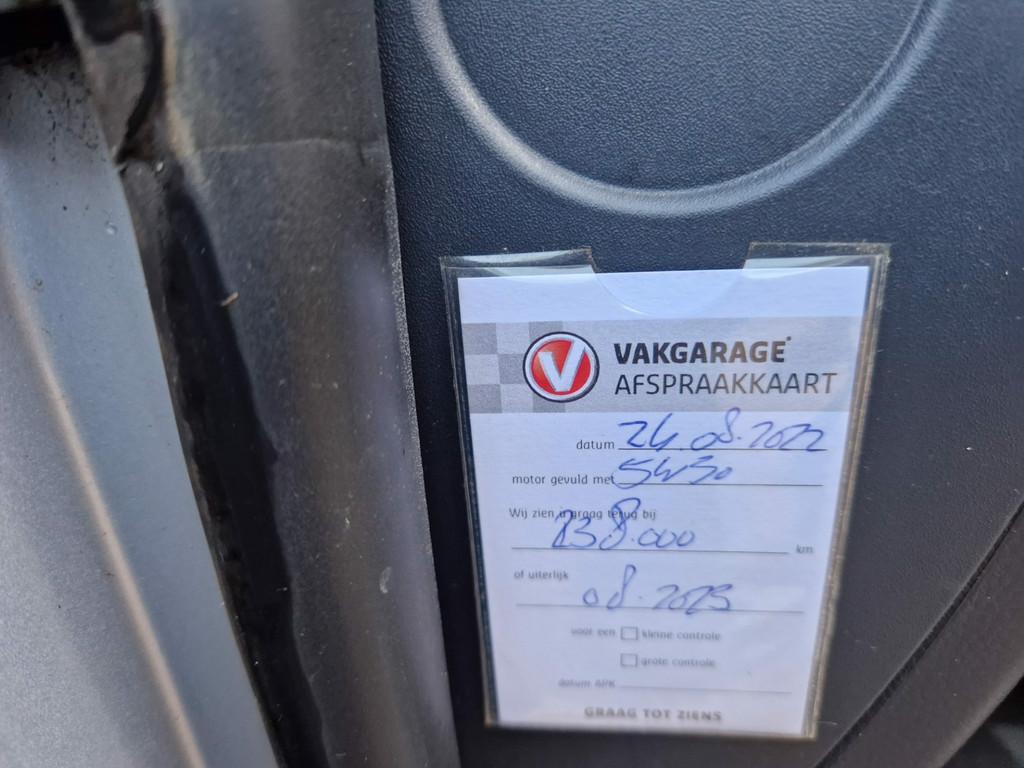 V VAKGARAGE
AFSPRAAKKAART
datum 24.08.2022
motor gevuld met 5W30
Wij zien u graag terug bij
238.000 km
of uiterlijk
08.2023
voor een kleine controle
grote controle
datum APK
GRAAG TOT ZIENS